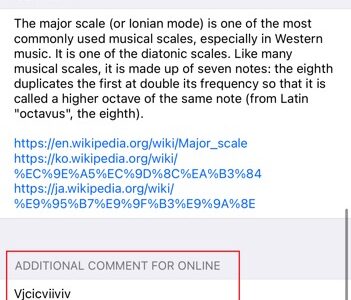 The major scale (or Ionian mode) is one of the most
commonly used musical scales, especially in Western
music. It is one of the diatonic scales. Like many
musical scales, it is made up of seven notes: the eighth
duplicates the first at double its frequency so that it is
called a higher octave of the same note (from Latin
"octavus", the eighth).
https://en.wikipedia.org/wiki/Major_scale
https://ko.wikipedia.org/wiki/
%EC%9E%A5%EC%9D%8C%EA%B3%84
https://ja.wikipedia.org/wiki/
%E9%95%B7%E9%9F%B3%E9%9A%8E
ADDITIONAL COMMENT FOR ONLINE
Vjcicviiviv